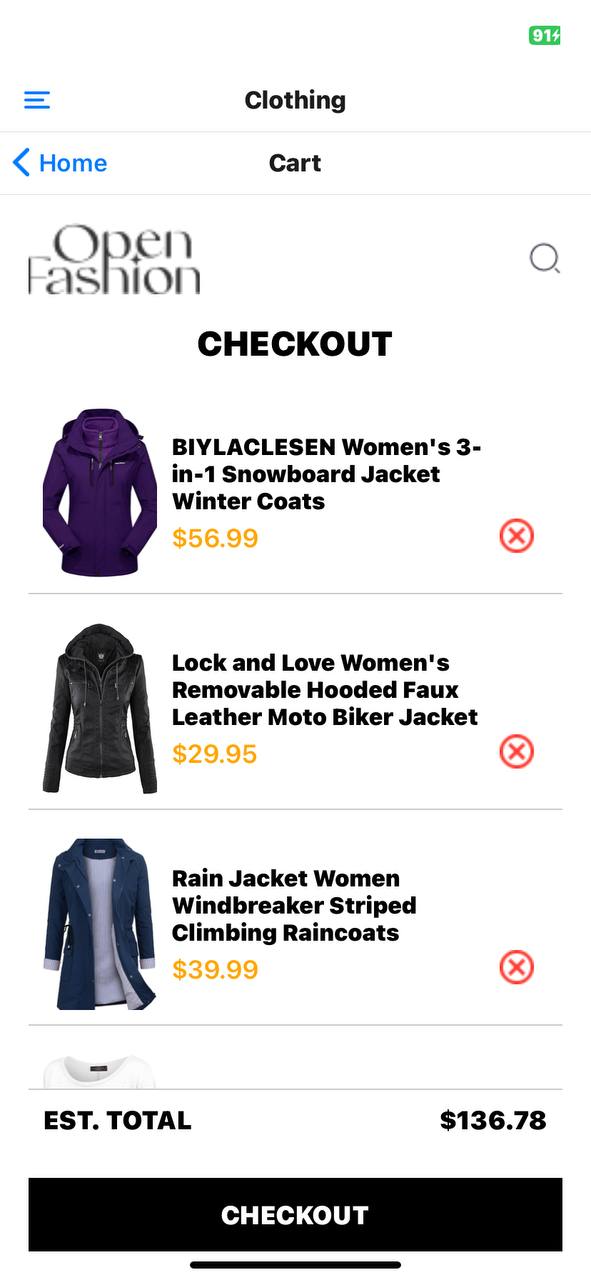 91
Clothing
Home
Cart
Open
Fashion
CHECKOUT
BIYLACLESEN Women's 3-
in-1 Snowboard Jacket
Winter Coats
$56.99
Lock and Love Women's
Removable Hooded Faux
Leather Moto Biker Jacket
$29.95
Rain Jacket Women
Windbreaker Striped
Climbing Raincoats
$39.99
EST. TOTAL
$136.78
CHECKOUT